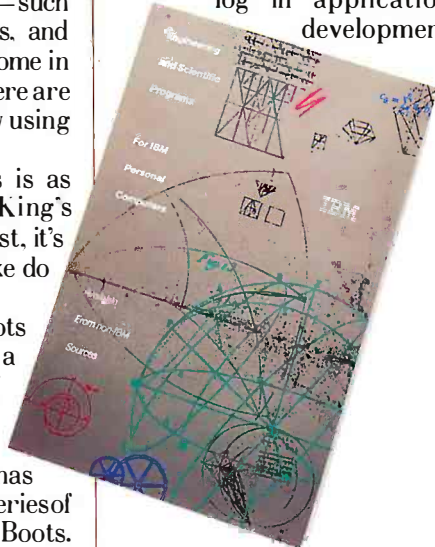 —such
s, and
ome in
ere are
y using
s is as
King's
st, it's
ke do
ots
a
has
eries of
Boots.
log in application
developmen
Engineering
and Scientific
Programs
For IBM
Personal
Computers
IBM
Available
From non-IBM
Sources